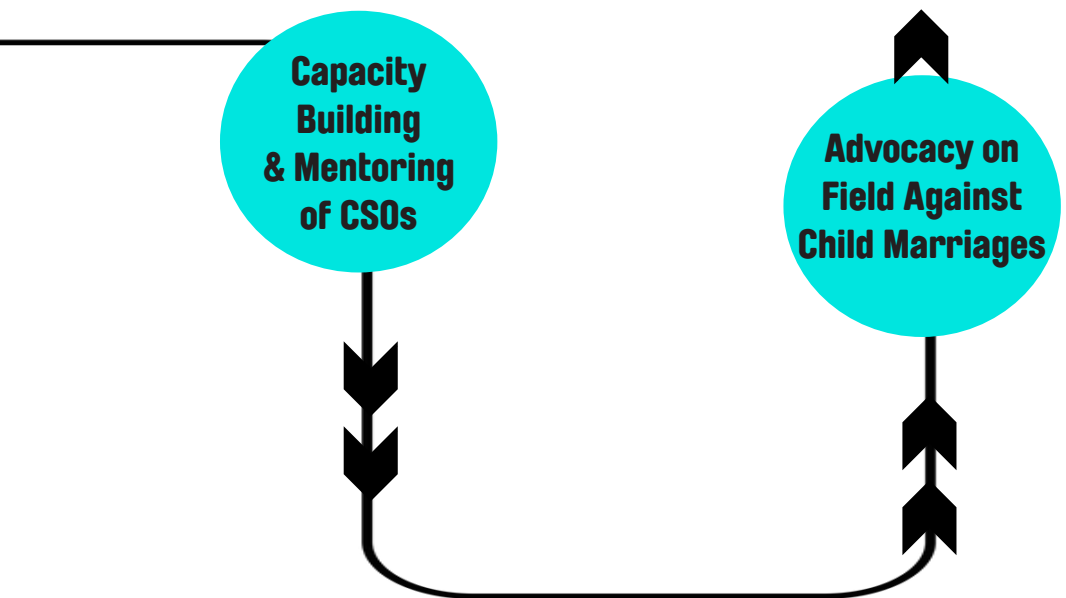 Capacity
Building
& Mentoring
of CSOs
Advocacy on
Field Against
Child Marriages